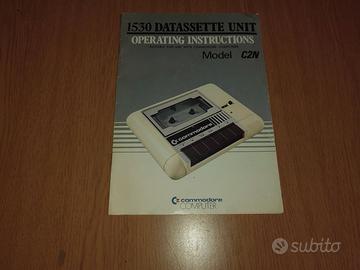 1530 DATASSETTE UNIT
OPERATING INSTRUCTIONS
Model C2N
commodore
commodore
COMPUTER
subito